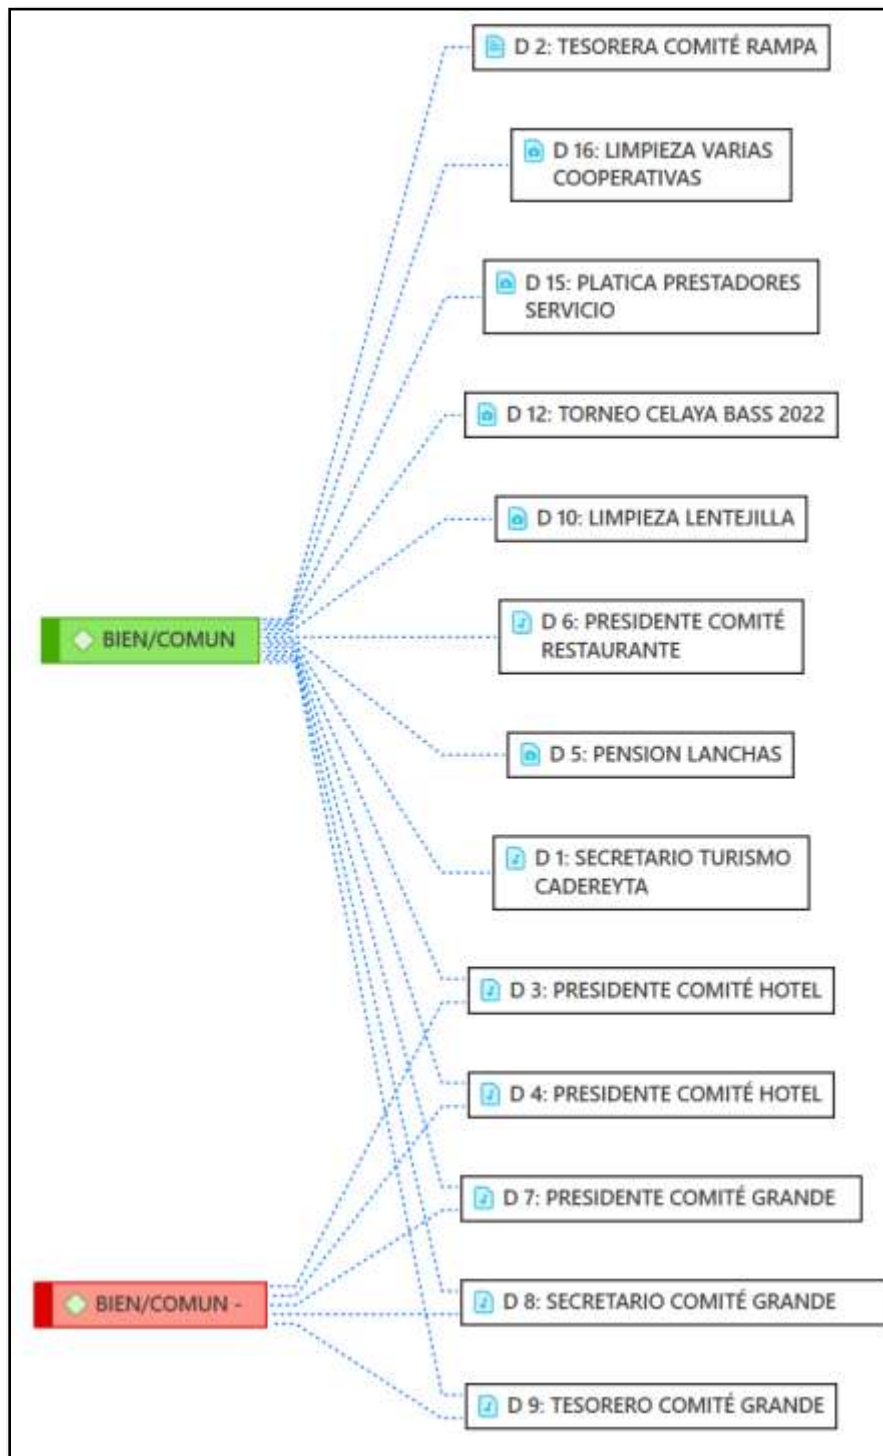 D 2: TESORERA COMITÉ RAMPA
D 16: LIMPIEZA VARIAS
COOPERATIVAS
D 15: PLATICA PRESTADORES
SERVICIO
D 12: TORNEO CELAYA BASS 2022
D 10: LIMPIEZA LENTEJILLA
BIEN/COMUN
D 6: PRESIDENTE COMITÉ
RESTAURANTE
D 5: PENSION LANCHAS
D 1: SECRETARIO TURISMO
CADEREYTA
D 3: PRESIDENTE COMITÉ HOTEL
D 4: PRESIDENTE COMITÉ HOTEL
D 7: PRESIDENTE COMITÉ GRANDE
BIEN/COMUN -
D 8: SECRETARIO COMITÉ GRANDE
D 9: TESORERO COMITÉ GRANDE